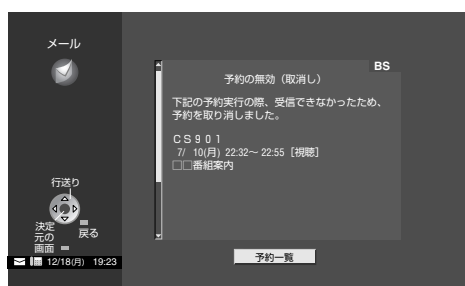 メール
BS
予約の無効（取消し）
下記の予約実行の際、受信できなかったため、
予約を取り消しました。
ＣＳ９０１
7/ 10(月) 22:32～ 22:55［視聴］
□□番組案内
行送り
決定
戻る
元の
画面
12/18(月) 19:23
予約一覧